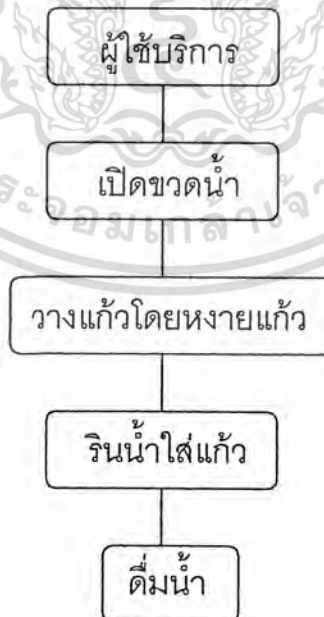 ผู้ใช้บริการ
เปิดขวดน้ำ
วางแก้วโดยหงายแก้ว
รินน้ำใส่แก้ว
ดื่มน้ำ